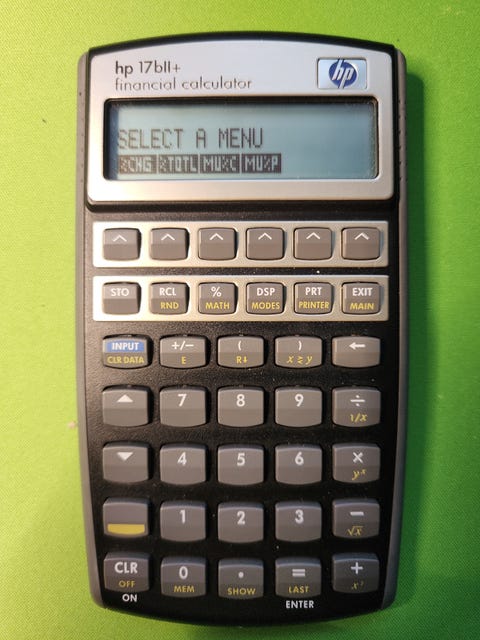 hp 17bII+
financial calculator
hp
SELECT A MENU
%CHG %TOTL MU%C MU%P
STO RCL % DSP PRT EXIT
RND MATH MODES PRINTER MAIN
INPUT +/− ( ) ←
CLR DATA E R↓ x≷y
7 8 9 ÷
1/x
4 5 6 ×
yˣ
1 2 3 −
√x
CLR 0 · = +
OFF MEM SHOW LAST x²
ON ENTER